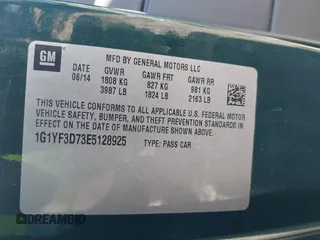 GM
MFD BY GENERAL MOTORS LLC
DATE GVWR GAWR FRT GAWR RR
06/14 1808 KG 827 KG 981 KG
3987 LB 1824 LB 2163 LB
THIS VEHICLE CONFORMS TO ALL APPLICABLE U.S. FEDERAL MOTOR
VEHICLE SAFETY, BUMPER, AND THEFT PREVENTION STANDARDS IN EFFECT
ON THE DATE OF MANUFACTURE SHOWN ABOVE.
1G1YF3D73E5128925 TYPE: PASS CAR
DREAMBID